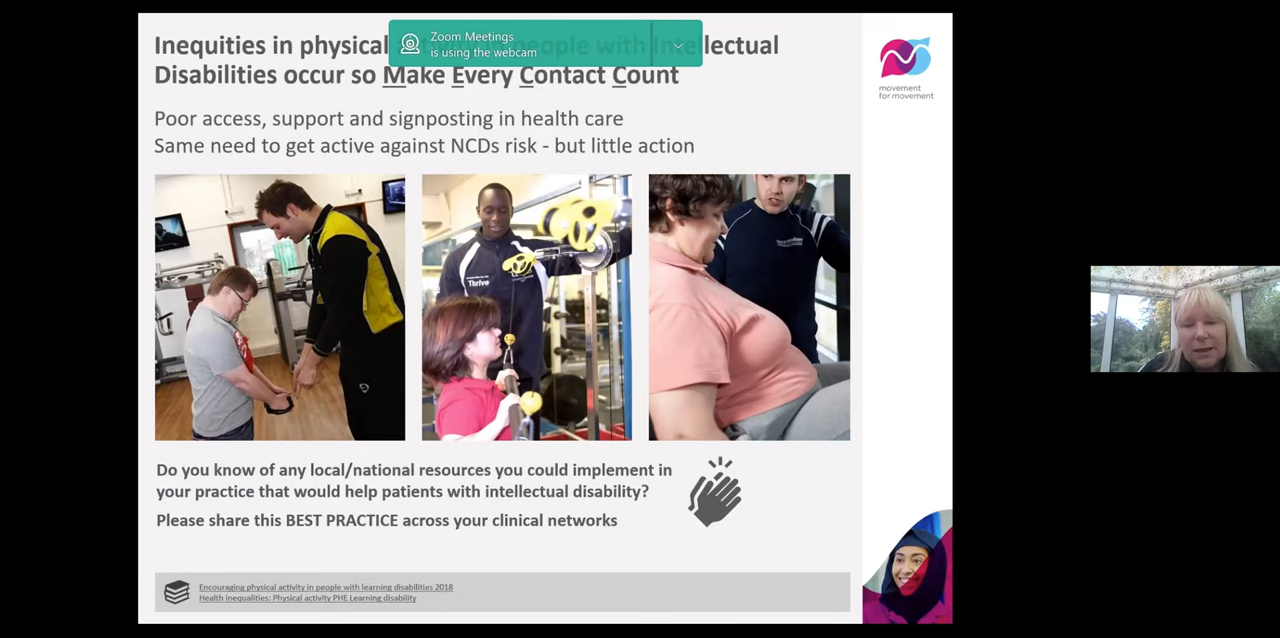 Inequities in physical
lectual
Zoom Meetings
is using the webcam
Disabilities occur so Make Every Contact Count
movement
for movement
Poor access, support and signposting in health care
Same need to get active against NCDs risk - but little action
Thrive
Do you know of any local/national resources you could implement in
your practice that would help patients with intellectual disability?
Please share this BEST PRACTICE across your clinical networks
Encouraging physical activity in people with learning disabilities 2018
Health inequalities: Physical activity PHE Learning disability